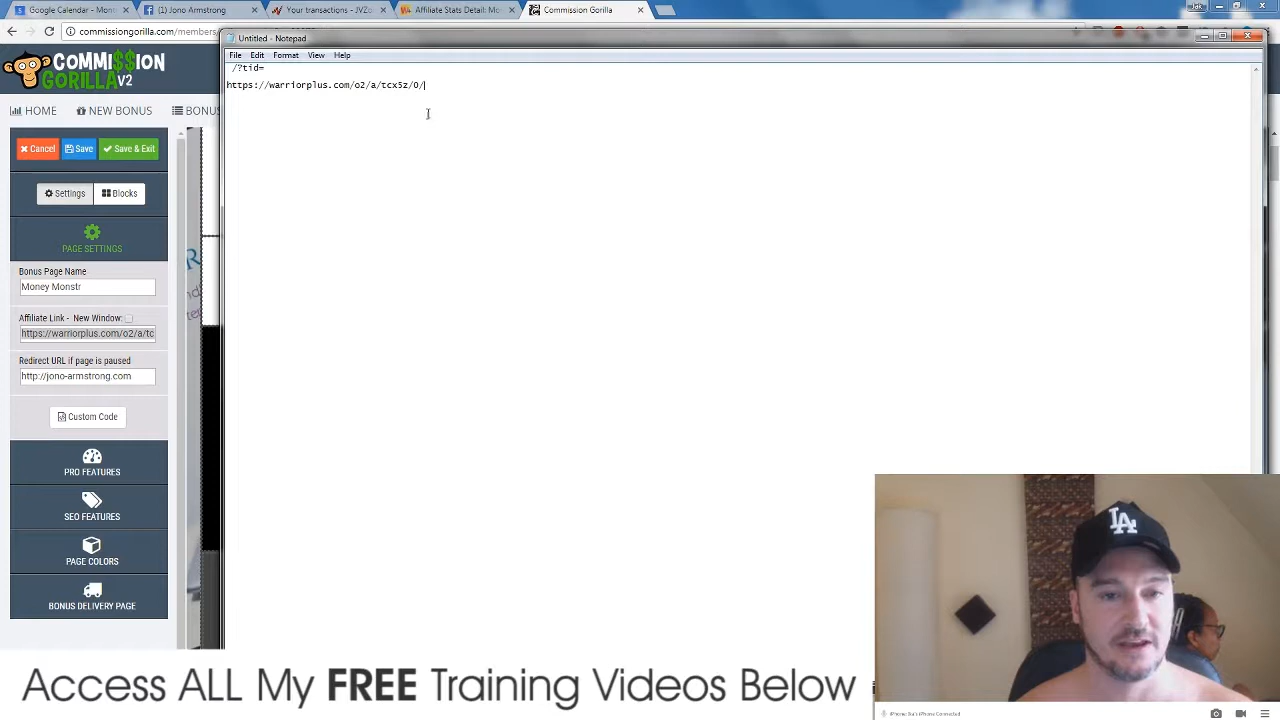 Google Calendar - Mont
Jono Armstrong
Your transactions - JVZo
Affiliate Stats Detail: Mo
Commission Gorilla
Jek
commissiongorilla.com/members
Untitled - Notepad
File Edit Format View Help
/?tid=
https://warriorplus.com/o2/a/tcx5z/0/
COMMI$$ION
GORILLA V2
HOME NEW BONUS BONUS
Cancel Save Save & Exit
Settings Blocks
PAGE SETTINGS
Bonus Page Name
Money Monstr
Affiliate Link - New Window:
https://warriorplus.com/o2/a/tc
Redirect URL if page is paused
http://jono-armstrong.com
Custom Code
PRO FEATURES
SEO FEATURES
PAGE COLORS
BONUS DELIVERY PAGE
LA
Access ALL My FREE Training Videos Below